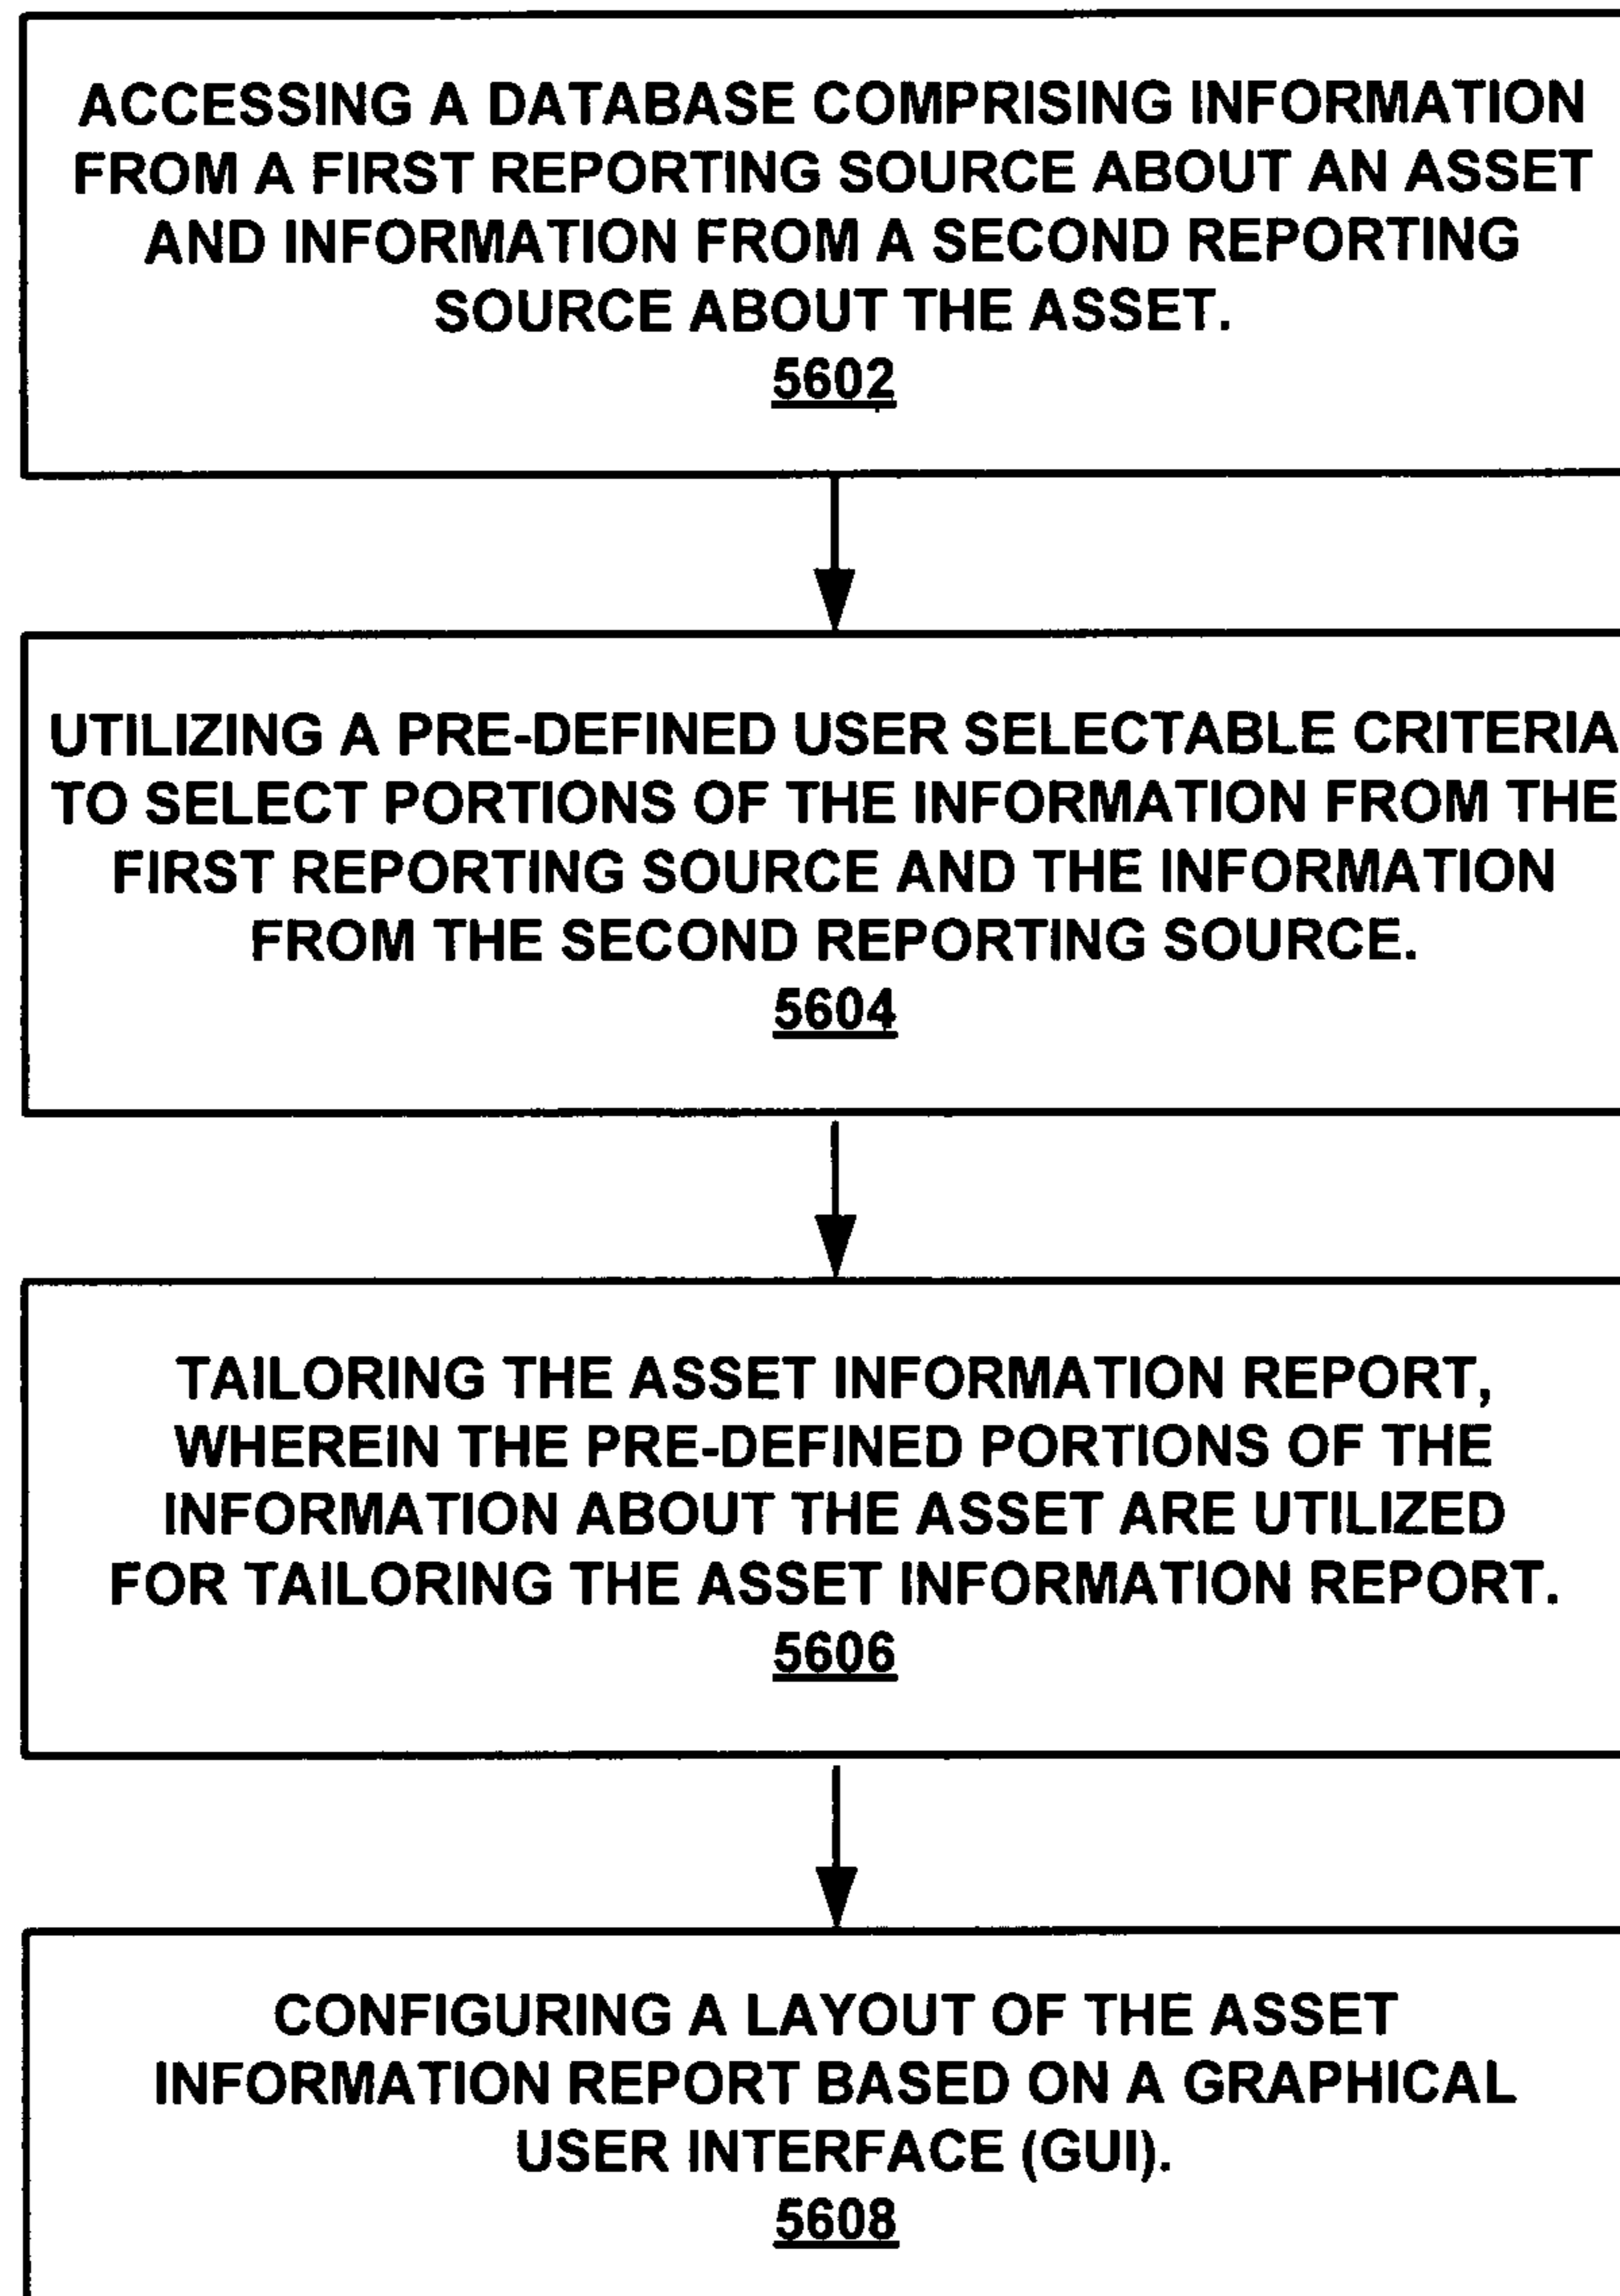 ACCESSING A DATABASE COMPRISING INFORMATION
FROM A FIRST REPORTING SOURCE ABOUT AN ASSET
AND INFORMATION FROM A SECOND REPORTING
SOURCE ABOUT THE ASSET.
5602
UTILIZING A PRE-DEFINED USER SELECTABLE CRITERIA
TO SELECT PORTIONS OF THE INFORMATION FROM THE
FIRST REPORTING SOURCE AND THE INFORMATION
FROM THE SECOND REPORTING SOURCE.
5604
TAILORING THE ASSET INFORMATION REPORT,
WHEREIN THE PRE-DEFINED PORTIONS OF THE
INFORMATION ABOUT THE ASSET ARE UTILIZED
FOR TAILORING THE ASSET INFORMATION REPORT.
5606
CONFIGURING A LAYOUT OF THE ASSET
INFORMATION REPORT BASED ON A GRAPHICAL
USER INTERFACE (GUI).
5608